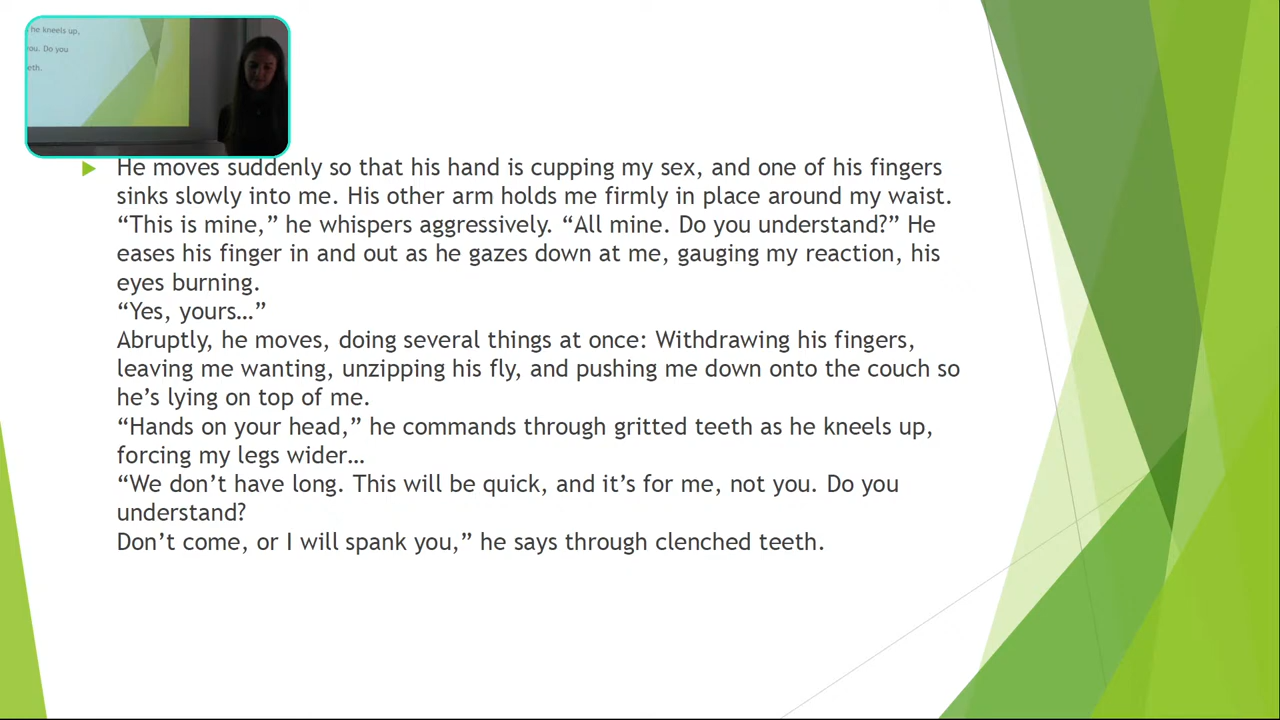 he kneels up,
ou. Do you
eth.
He moves suddenly so that his hand is cupping my sex, and one of his fingers
sinks slowly into me. His other arm holds me firmly in place around my waist.
“This is mine,” he whispers aggressively. “All mine. Do you understand?” He
eases his finger in and out as he gazes down at me, gauging my reaction, his
eyes burning.
“Yes, yours…”
Abruptly, he moves, doing several things at once: Withdrawing his fingers,
leaving me wanting, unzipping his fly, and pushing me down onto the couch so
he’s lying on top of me.
“Hands on your head,” he commands through gritted teeth as he kneels up,
forcing my legs wider…
“We don’t have long. This will be quick, and it’s for me, not you. Do you
understand?
Don’t come, or I will spank you,” he says through clenched teeth.